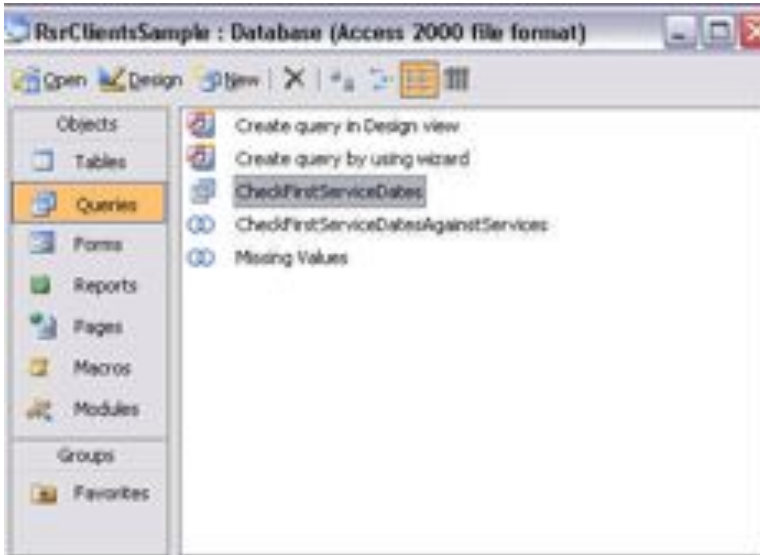 RsrClientsSample : Database (Access 2000 file format)
Open Design New
Objects
Tables
Queries
Forms
Reports
Pages
Macros
Modules
Groups
Favorites
Create query in Design view
Create query by using wizard
CheckFirstServiceDates
CheckFirstServiceDatesAgainstServices
Missing Values